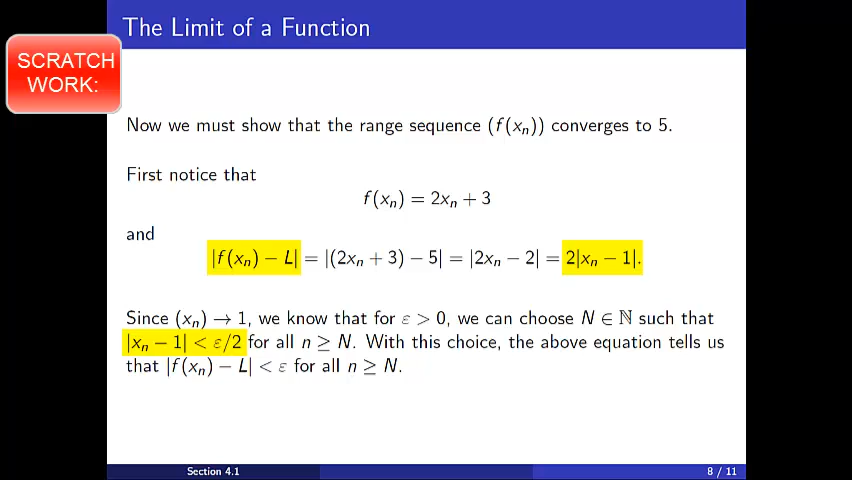 The Limit of a Function
SCRATCH
WORK:
Now we must show that the range sequence (f(xₙ)) converges to 5.
First notice that
f(xₙ) = 2xₙ + 3
and
|f(xₙ) − L| = |(2xₙ + 3) − 5| = |2xₙ − 2| = 2|xₙ − 1|.
Since (xₙ) → 1, we know that for ε > 0, we can choose N ∈ ℕ such that
|xₙ − 1| < ε/2 for all n ≥ N. With this choice, the above equation tells us
that |f(xₙ) − L| < ε for all n ≥ N.
Section 4.1
8 / 11